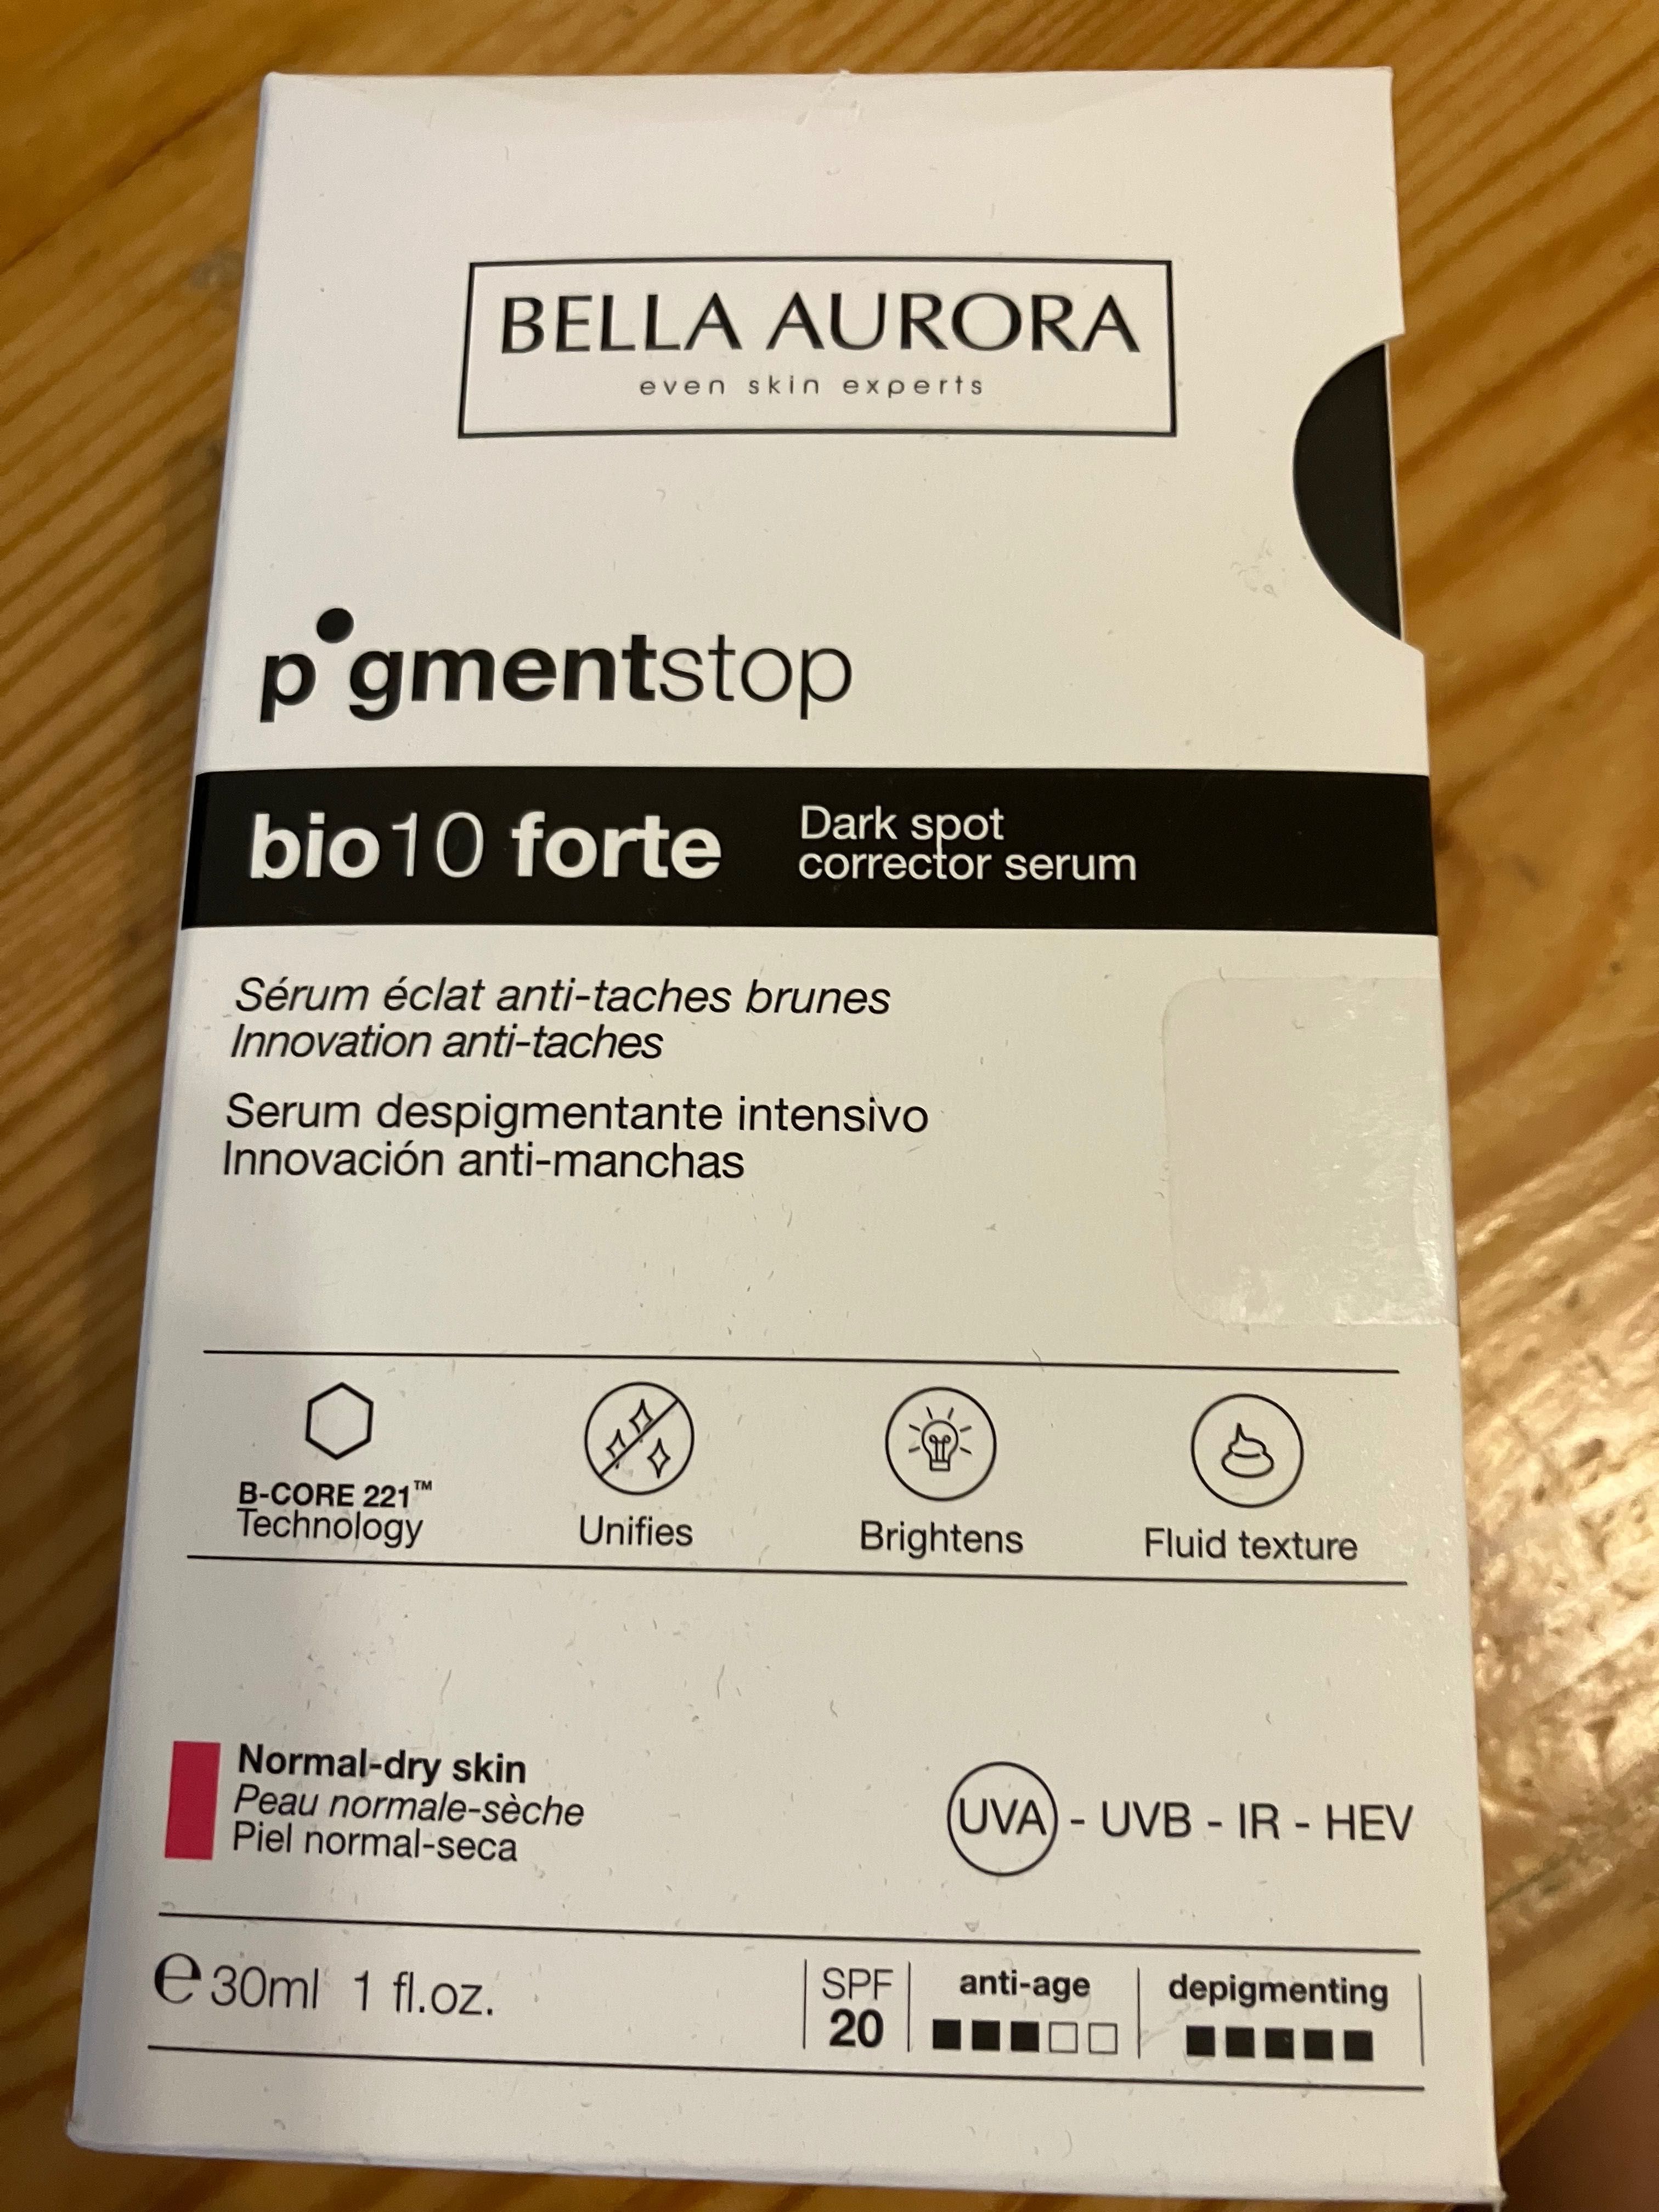 BELLA AURORA
even skin experts
pigmentstop
bio10 forte
Dark spot
corrector serum
Sérum éclat anti-taches brunes
Innovation anti-taches
Serum despigmentante intensivo
Innovación anti-manchas
B-CORE 221™
Technology
Unifies
Brightens
Fluid texture
Normal-dry skin
Peau normale-sèche
Piel normal-seca
UVA - UVB - IR - HEV
℮ 30ml 1 fl.oz.
SPF
20
anti-age
depigmenting